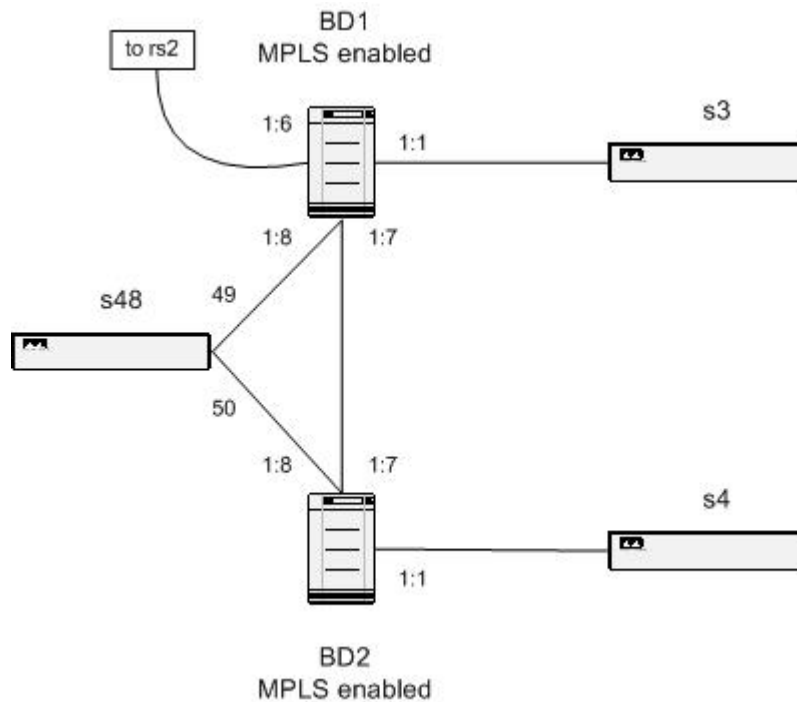 BD1
MPLS enabled
to rs2
1:6
1:1
s3
1:8
1:7
49
s48
50
1:8
1:7
s4
1:1
BD2
MPLS enabled